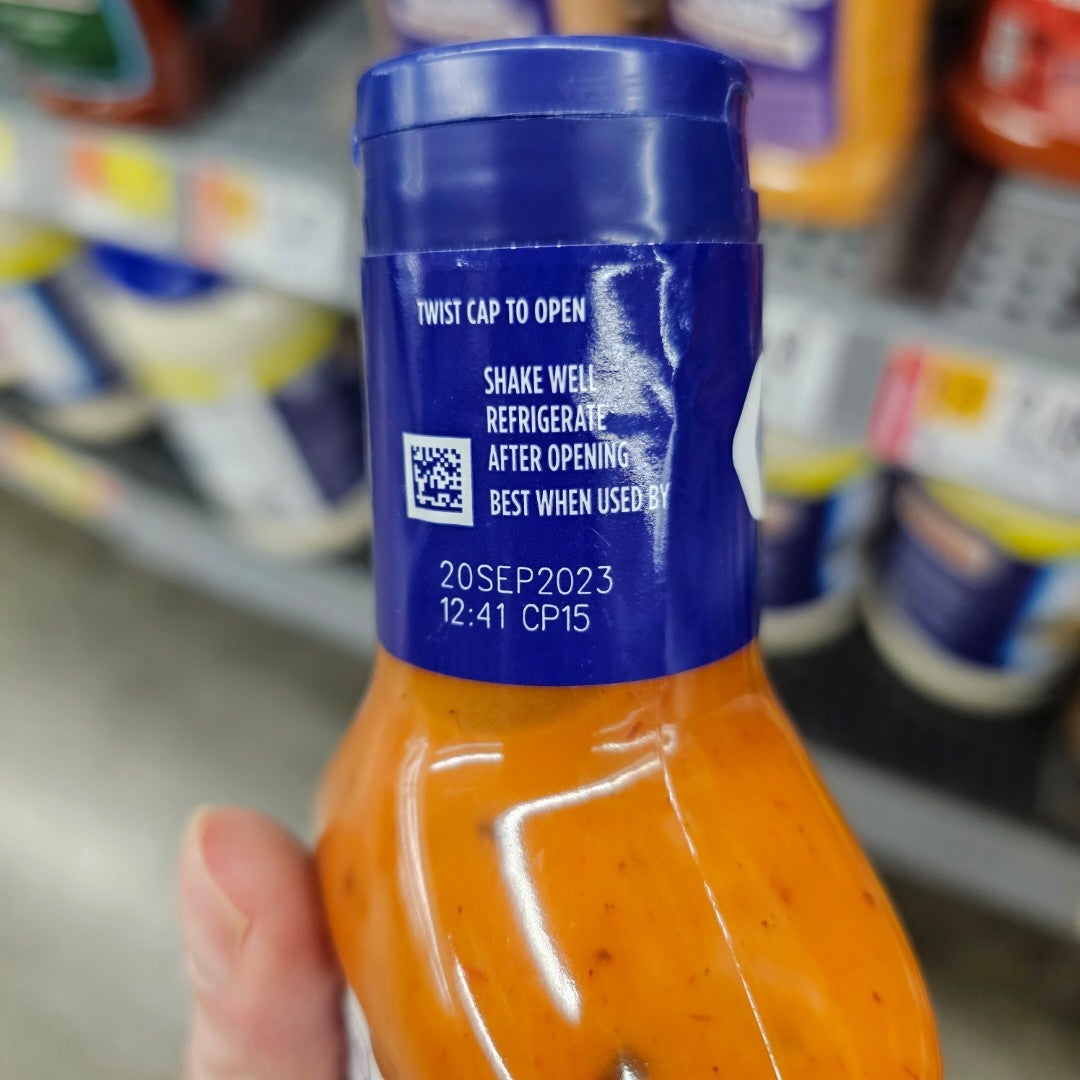 TWIST CAP TO OPEN
SHAKE WELL
REFRIGERATE
AFTER OPENING
BEST WHEN USED BY
20SEP2023
12:41 CP15